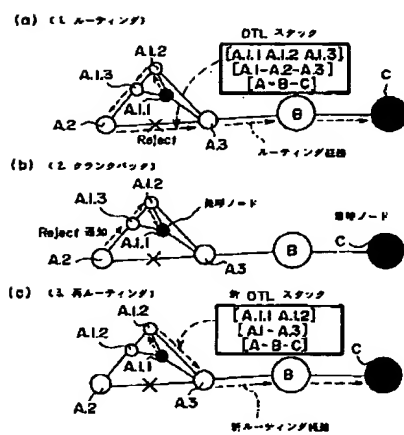 (a) (1. ルーティング)
DTL スタック
[A.1.1 A.1.2 A.1.3]
[A.1-A.2-A.3]
[A-B-C]
A.1.2
A.1.3
A.1.1
A.2
Reject
A.3
B
C
ルーティング経路
(b) (2. クランクバック)
A.1.2
A.1.3
発呼ノード
着呼ノード
Reject 通知
A.1.1
A.2
A.3
B
C
(c) (3. 再ルーティング)
新 DTL スタック
[A.1.1 A.1.2]
[A.1-A.3]
[A-B-C]
A.1.2
A.1.2
A.1.1
A.2
A.3
B
C
新ルーティング経路